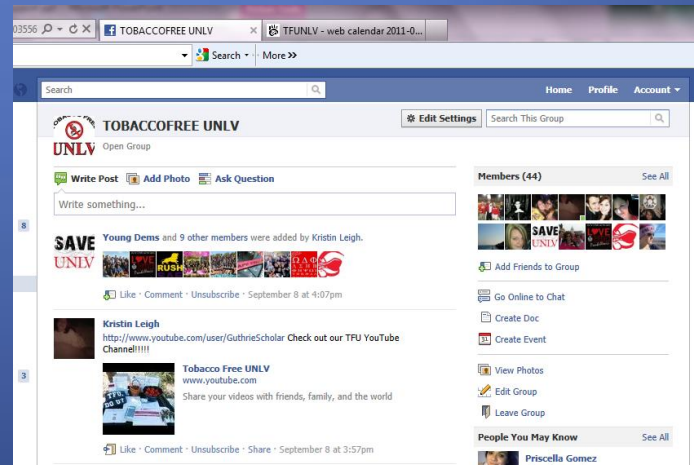 03556
TOBACCOFREE UNLV
TFUNLV - web calendar 2011-0...
Search
More »
Search
Home Profile Account
TOBACCOFREE UNLV
Open Group
UNLV
Edit Settings
Search This Group
Write Post Add Photo Ask Question
Write something...
8
SAVE
UNLV
Young Dems and 9 other members were added by Kristin Leigh.
RUSH
Like · Comment · Unsubscribe · September 8 at 4:07pm
Kristin Leigh
http://www.youtube.com/user/GuthrieScholar Check out our TFU YouTube
Channel!!!!!
3
Tobacco Free UNLV
www.youtube.com
Share your videos with friends, family, and the world
TFU,
DO UT
Like · Comment · Unsubscribe · Share · September 8 at 3:57pm
Members (44)
See All
SAVE
UNLV
Add Friends to Group
Go Online to Chat
Create Doc
31 Create Event
View Photos
Edit Group
Leave Group
People You May Know
See All
Priscella Gomez